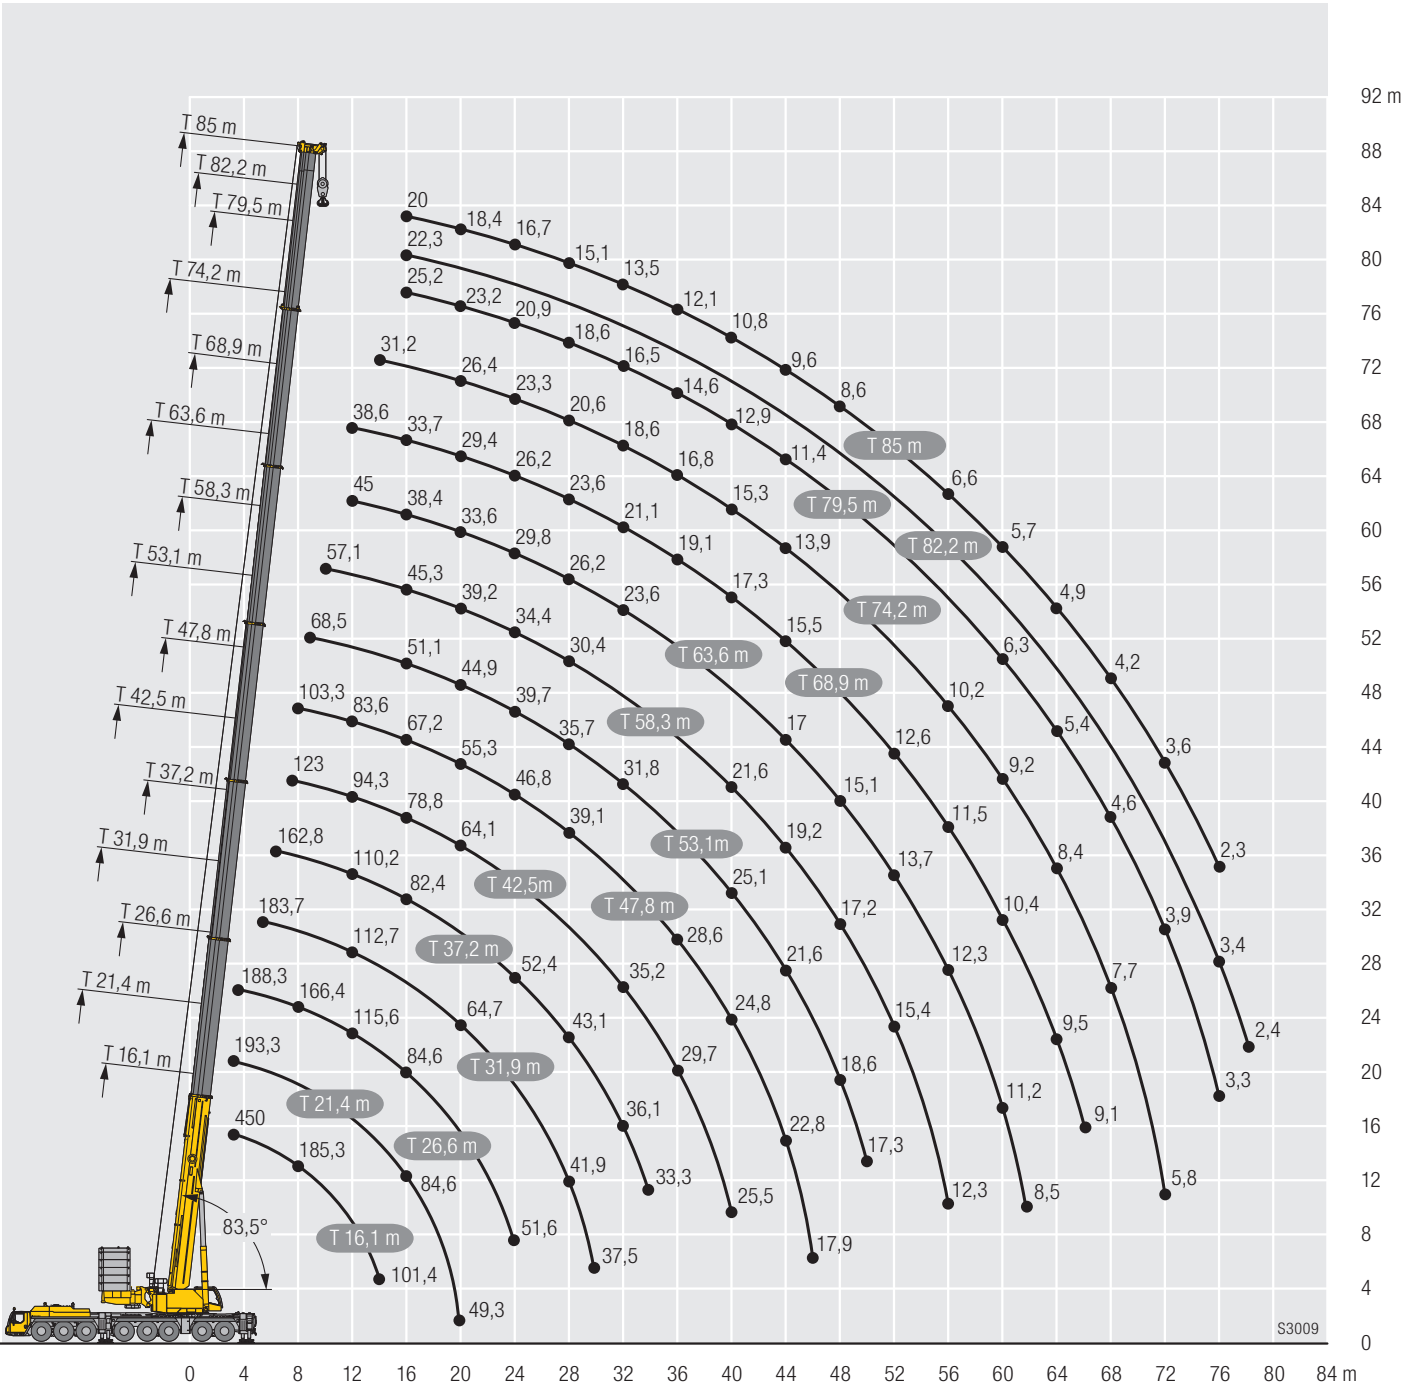 92 m
88
84
80
76
72
68
64
60
56
52
48
44
40
36
32
28
24
20
16
12
8
4
0
T 85 m
T 82,2 m
T 79,5 m
T 74,2 m
T 68,9 m
T 63,6 m
T 58,3 m
T 53,1 m
T 47,8 m
T 42,5 m
T 37,2 m
T 31,9 m
T 26,6 m
T 21,4 m
T 16,1 m
83,5°
20 18,4 16,7 15,1 13,5 12,1 10,8 9,6 8,6 6,6 5,7 4,9 4,2 3,6 2,3
T 85 m
22,3 3,4 2,4
T 82,2 m
25,2 23,2 20,9 18,6 16,5 14,6 12,9 11,4 6,3 5,4 4,6 3,9 3,3
T 79,5 m
31,2 26,4 23,3 20,6 18,6 16,8 15,3 13,9 10,2 9,2 8,4 7,7 5,8
T 74,2 m
38,6 33,7 29,4 26,2 23,6 21,1 19,1 17,3 15,5 12,6 11,5 10,4 9,5 9,1
T 68,9 m
45 38,4 33,6 29,8 26,2 23,6 17 15,1 13,7 12,3 11,2 8,5
T 63,6 m
57,1 45,3 39,2 34,4 30,4 21,6 19,2 17,2 15,4 12,3
T 58,3 m
68,5 51,1 44,9 39,7 35,7 31,8 25,1 21,6 18,6 17,3
T 53,1m
103,3 83,6 67,2 55,3 46,8 39,1 28,6 24,8 22,8 17,9
T 47,8 m
123 94,3 78,8 64,1 35,2 29,7 25,5
T 42,5m
162,8 110,2 82,4 52,4 43,1 36,1 33,3
T 37,2 m
183,7 112,7 64,7 41,9 37,5
T 31,9 m
188,3 166,4 115,6 84,6 51,6
T 26,6 m
193,3 84,6 49,3
T 21,4 m
450 185,3 101,4
T 16,1 m
S3009
0 4 8 12 16 20 24 28 32 36 40 44 48 52 56 60 64 68 72 76 80 84 m